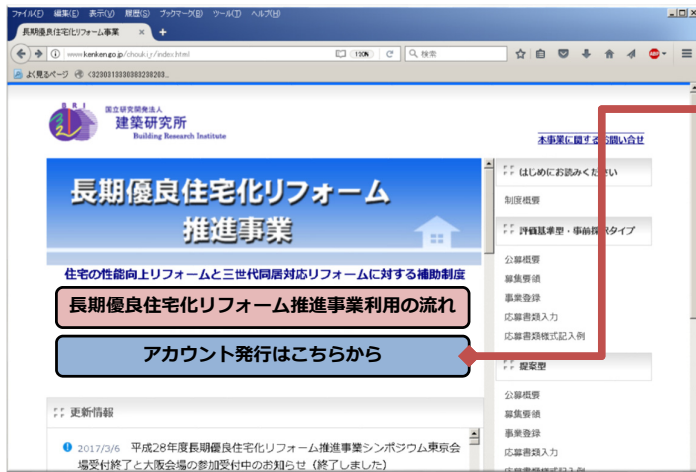 ファイル(F) 編集(E) 表示(V) 履歴(S) ブックマーク(B) ツール(T) ヘルプ(H)
長期優良住宅化リフォーム事業 × +
www.kenken.go.jp/chouki_r/index.html 110% 検索
よく見るページ
BRI
国立研究開発法人
建築研究所
Building Research Institute
本事業に関するお問い合せ
長期優良住宅化リフォーム
推進事業
住宅の性能向上リフォームと三世代同居対応リフォームに対する補助制度
長期優良住宅化リフォーム推進事業利用の流れ
アカウント発行はこちらから
更新情報
2017/3/6 平成28年度長期優良住宅化リフォーム推進事業シンポジウム東京会
場受付終了と大阪会場の参加受付中のお知らせ（終了しました）
はじめにお読みください
制度概要
評価基準型・事前採択タイプ
公募概要
募集要領
事業登録
応募書類入力
応募書類様式記入例
提案型
公募概要
募集要領
事業登録
応募書類入力
応募書類様式記入例